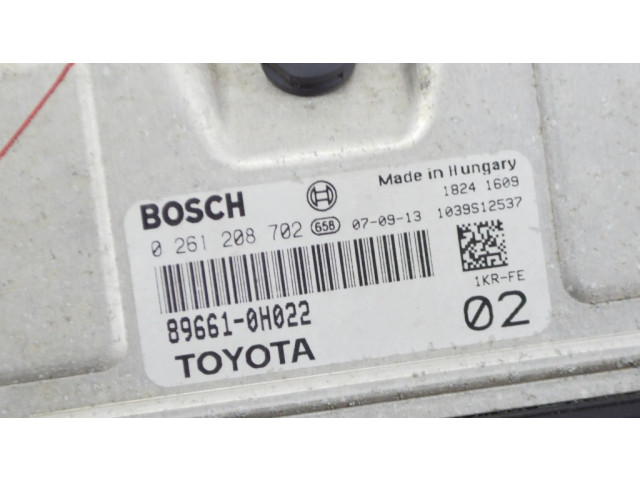 BOSCH
Made in Hungary
1824 1609
0 261 208 702 658 07-09-13 1039S12537
1KR-FE
89661-0H022
02
TOYOTA